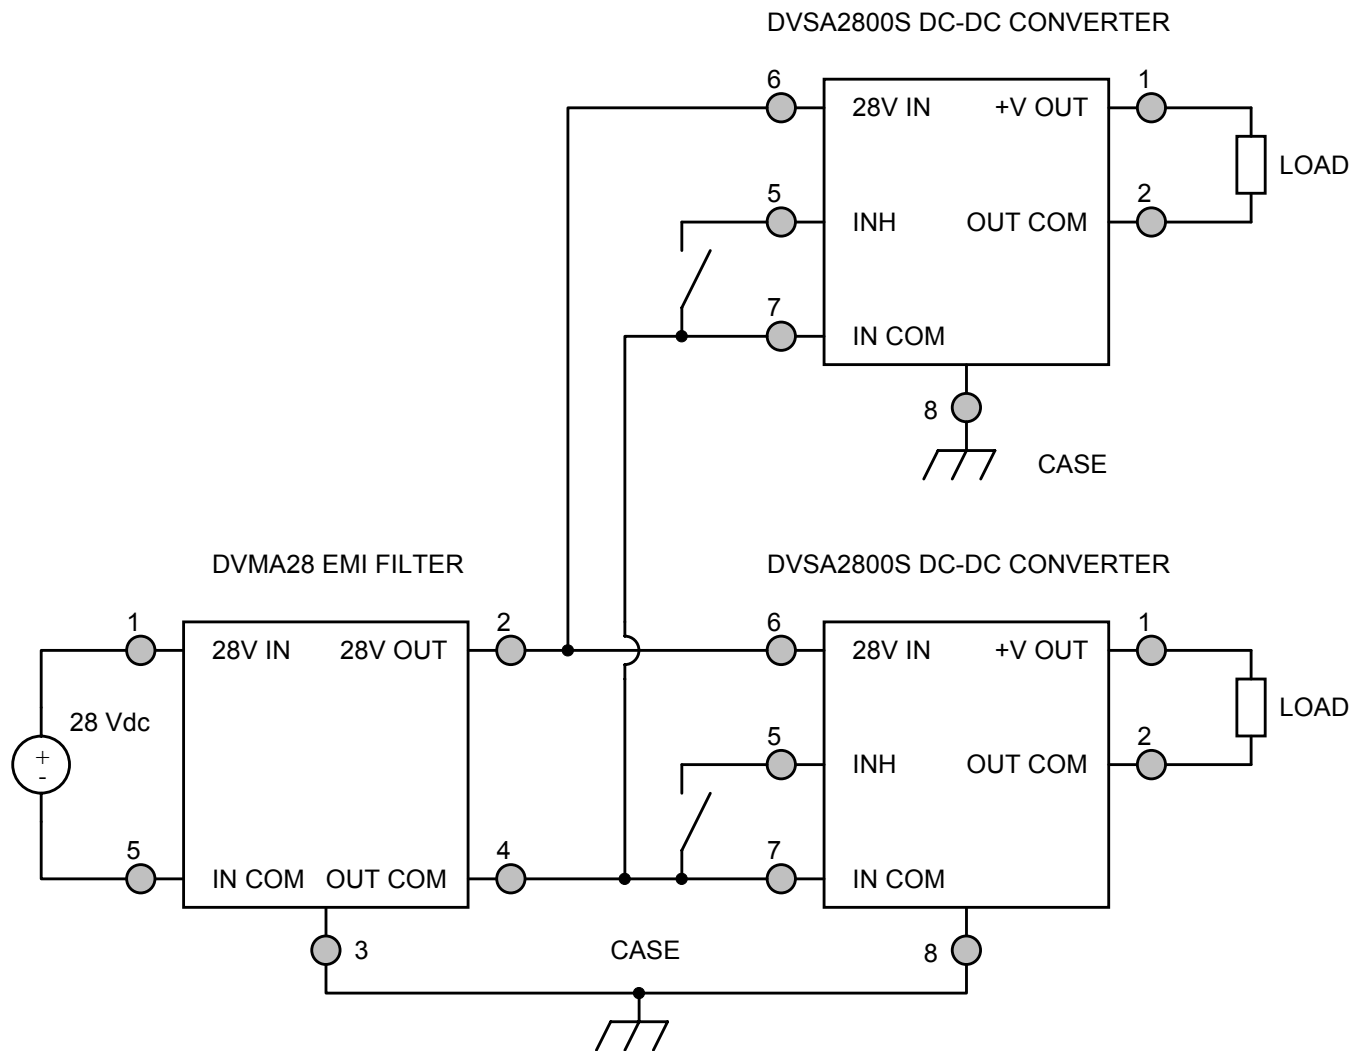 DVSA2800S DC-DC CONVERTER
6
1
28V IN
+V OUT
LOAD
5
2
INH
OUT COM
7
IN COM
8
CASE
DVMA28 EMI FILTER
DVSA2800S DC-DC CONVERTER
1
2
6
1
28V IN
28V OUT
28V IN
+V OUT
28 Vdc
LOAD
+
-
5
2
INH
OUT COM
5
4
7
IN COM
OUT COM
IN COM
3
CASE
8